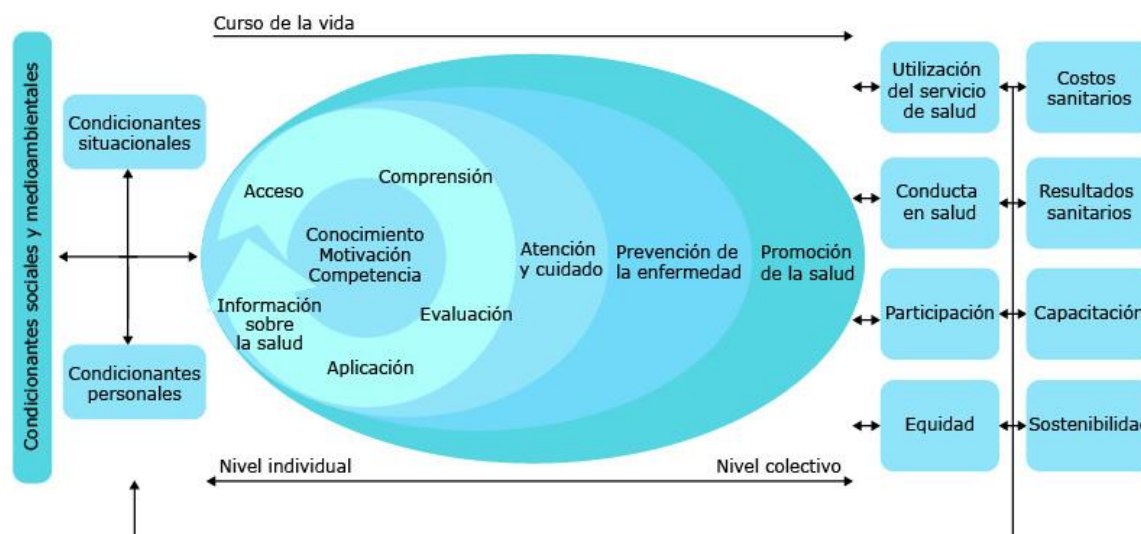 Curso de la vida
Condicionantes sociales y medioambientales
Condicionantes
situacionales
Condicionantes
personales
Acceso
Comprensión
Conocimiento
Motivación
Competencia
Información
sobre
la salud
Evaluación
Aplicación
Atención
y cuidado
Prevención de
la enfermedad
Promoción
de la salud
Nivel individual
Nivel colectivo
Utilización
del servicio
de salud
Costos
sanitarios
Conducta
en salud
Resultados
sanitarios
Participación
Capacitación
Equidad
Sostenibilidad